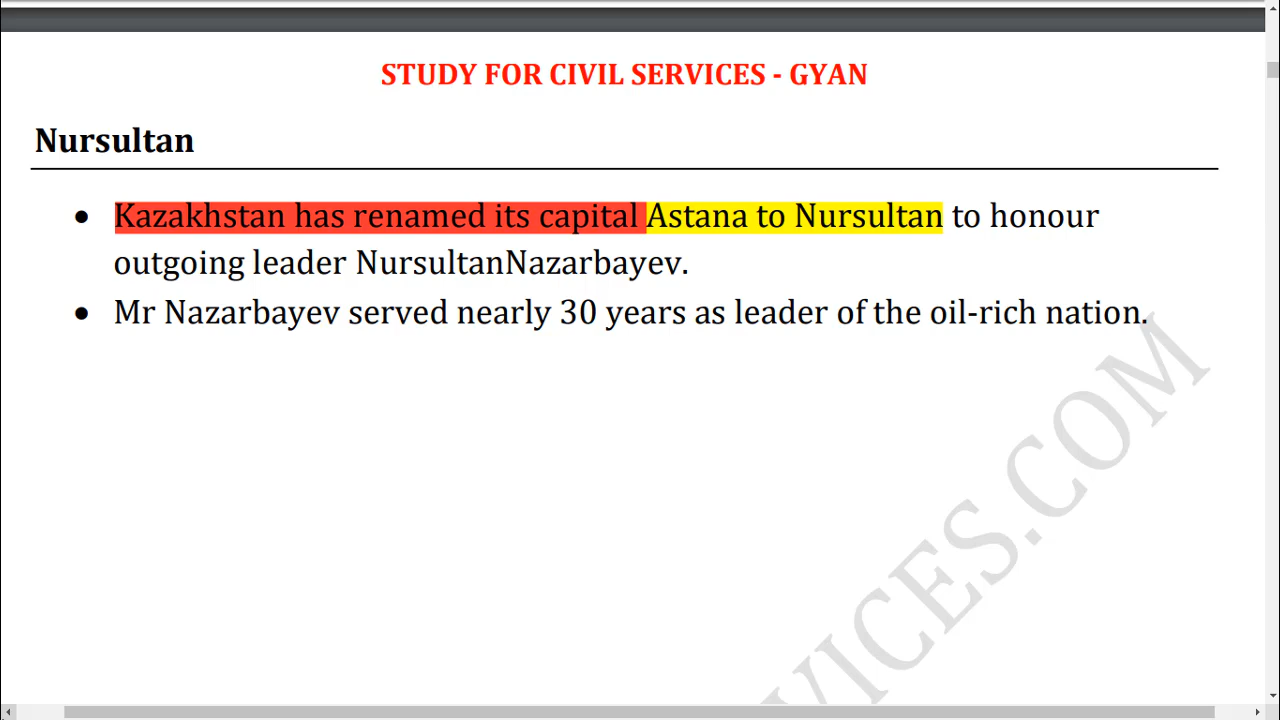 STUDY FOR CIVIL SERVICES - GYAN
Nursultan
• Kazakhstan has renamed its capital Astana to Nursultan to honour
outgoing leader NursultanNazarbayev.
• Mr Nazarbayev served nearly 30 years as leader of the oil-rich nation.
VICES.COM